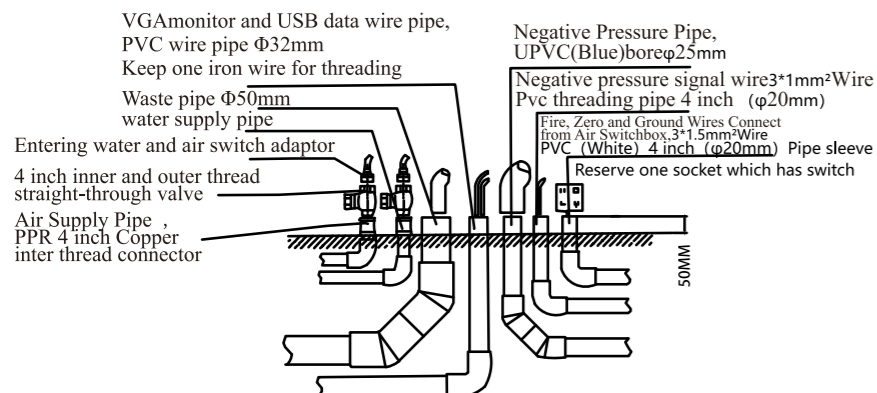 VGAmonitor and USB data wire pipe,
PVC wire pipe Φ32mm
Keep one iron wire for threading
Waste pipe Φ50mm
water supply pipe
Entering water and air switch adaptor
4 inch inner and outer thread
straight-through valve
Air Supply Pipe ,
PPR 4 inch Copper
inter thread connector
Negative Pressure Pipe,
UPVC(Blue)boreφ25mm
Negative pressure signal wire3*1mm²Wire
Pvc threading pipe 4 inch （φ20mm)
Fire, Zero and Ground Wires Connect
from Air Switchbox,3*1.5mm²Wire
PVC（White）4 inch（φ20mm）Pipe sleeve
Reserve one socket which has switch
50MM